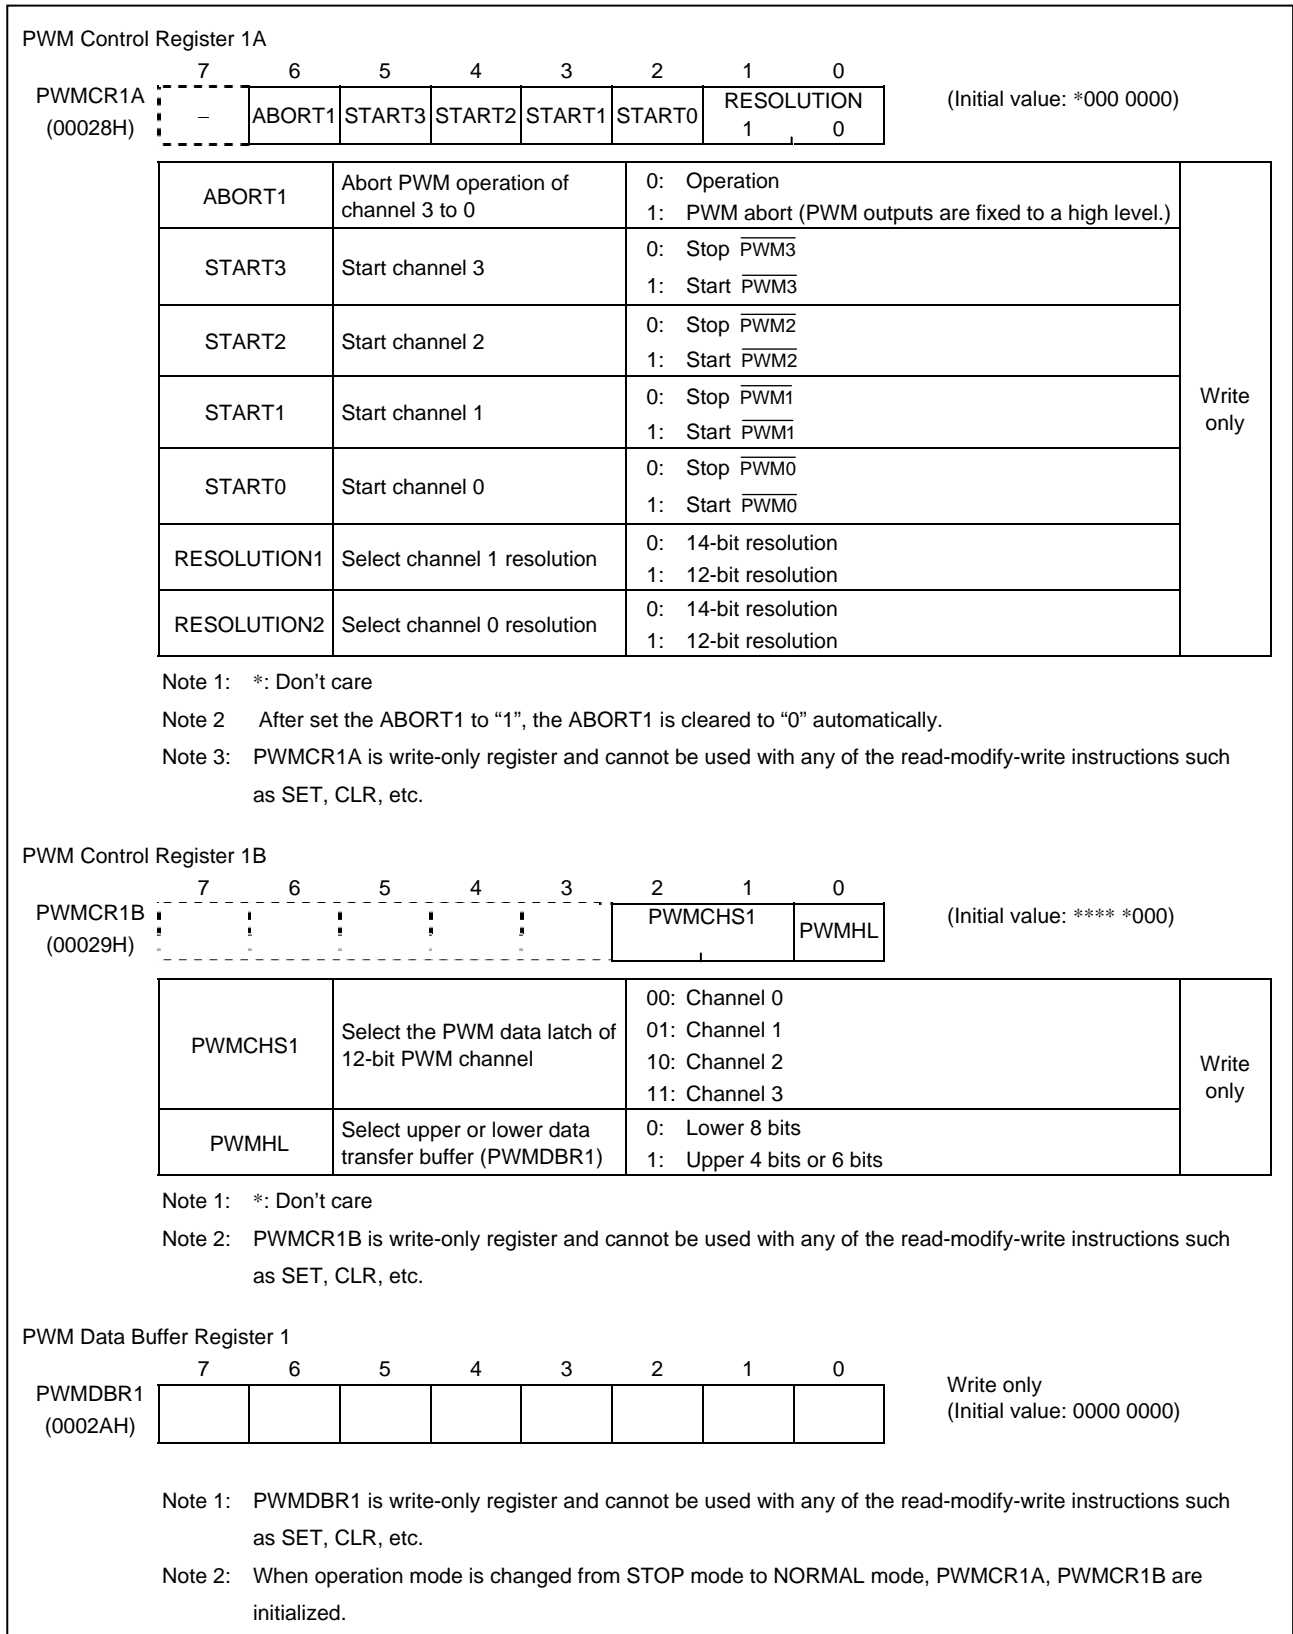 PWM Control Register 1A
7 6 5 4 3 2 1 0
PWMCR1A
(00028H)
– ABORT1 START3 START2 START1 START0 RESOLUTION
1 0
(Initial value: *000 0000)
ABORT1 Abort PWM operation of channel 3 to 0
0: Operation
1: PWM abort (PWM outputs are fixed to a high level.)
START3 Start channel 3
0: Stop P̅W̅M̅3̅
1: Start P̅W̅M̅3̅
START2 Start channel 2
0: Stop P̅W̅M̅2̅
1: Start P̅W̅M̅2̅
START1 Start channel 1
0: Stop P̅W̅M̅1̅
1: Start P̅W̅M̅1̅
START0 Start channel 0
0: Stop P̅W̅M̅0̅
1: Start P̅W̅M̅0̅
RESOLUTION1 Select channel 1 resolution
0: 14-bit resolution
1: 12-bit resolution
RESOLUTION2 Select channel 0 resolution
0: 14-bit resolution
1: 12-bit resolution
Write
only
Note 1: *: Don't care
Note 2 After set the ABORT1 to “1”, the ABORT1 is cleared to “0” automatically.
Note 3: PWMCR1A is write-only register and cannot be used with any of the read-modify-write instructions such
as SET, CLR, etc.
PWM Control Register 1B
7 6 5 4 3 2 1 0
PWMCR1B
(00029H)
PWMCHS1 PWMHL
(Initial value: **** *000)
PWMCHS1 Select the PWM data latch of
12-bit PWM channel
00: Channel 0
01: Channel 1
10: Channel 2
11: Channel 3
PWMHL Select upper or lower data
transfer buffer (PWMDBR1)
0: Lower 8 bits
1: Upper 4 bits or 6 bits
Write
only
Note 1: *: Don't care
Note 2: PWMCR1B is write-only register and cannot be used with any of the read-modify-write instructions such
as SET, CLR, etc.
PWM Data Buffer Register 1
7 6 5 4 3 2 1 0
PWMDBR1
(0002AH)
Write only
(Initial value: 0000 0000)
Note 1: PWMDBR1 is write-only register and cannot be used with any of the read-modify-write instructions such
as SET, CLR, etc.
Note 2: When operation mode is changed from STOP mode to NORMAL mode, PWMCR1A, PWMCR1B are
initialized.